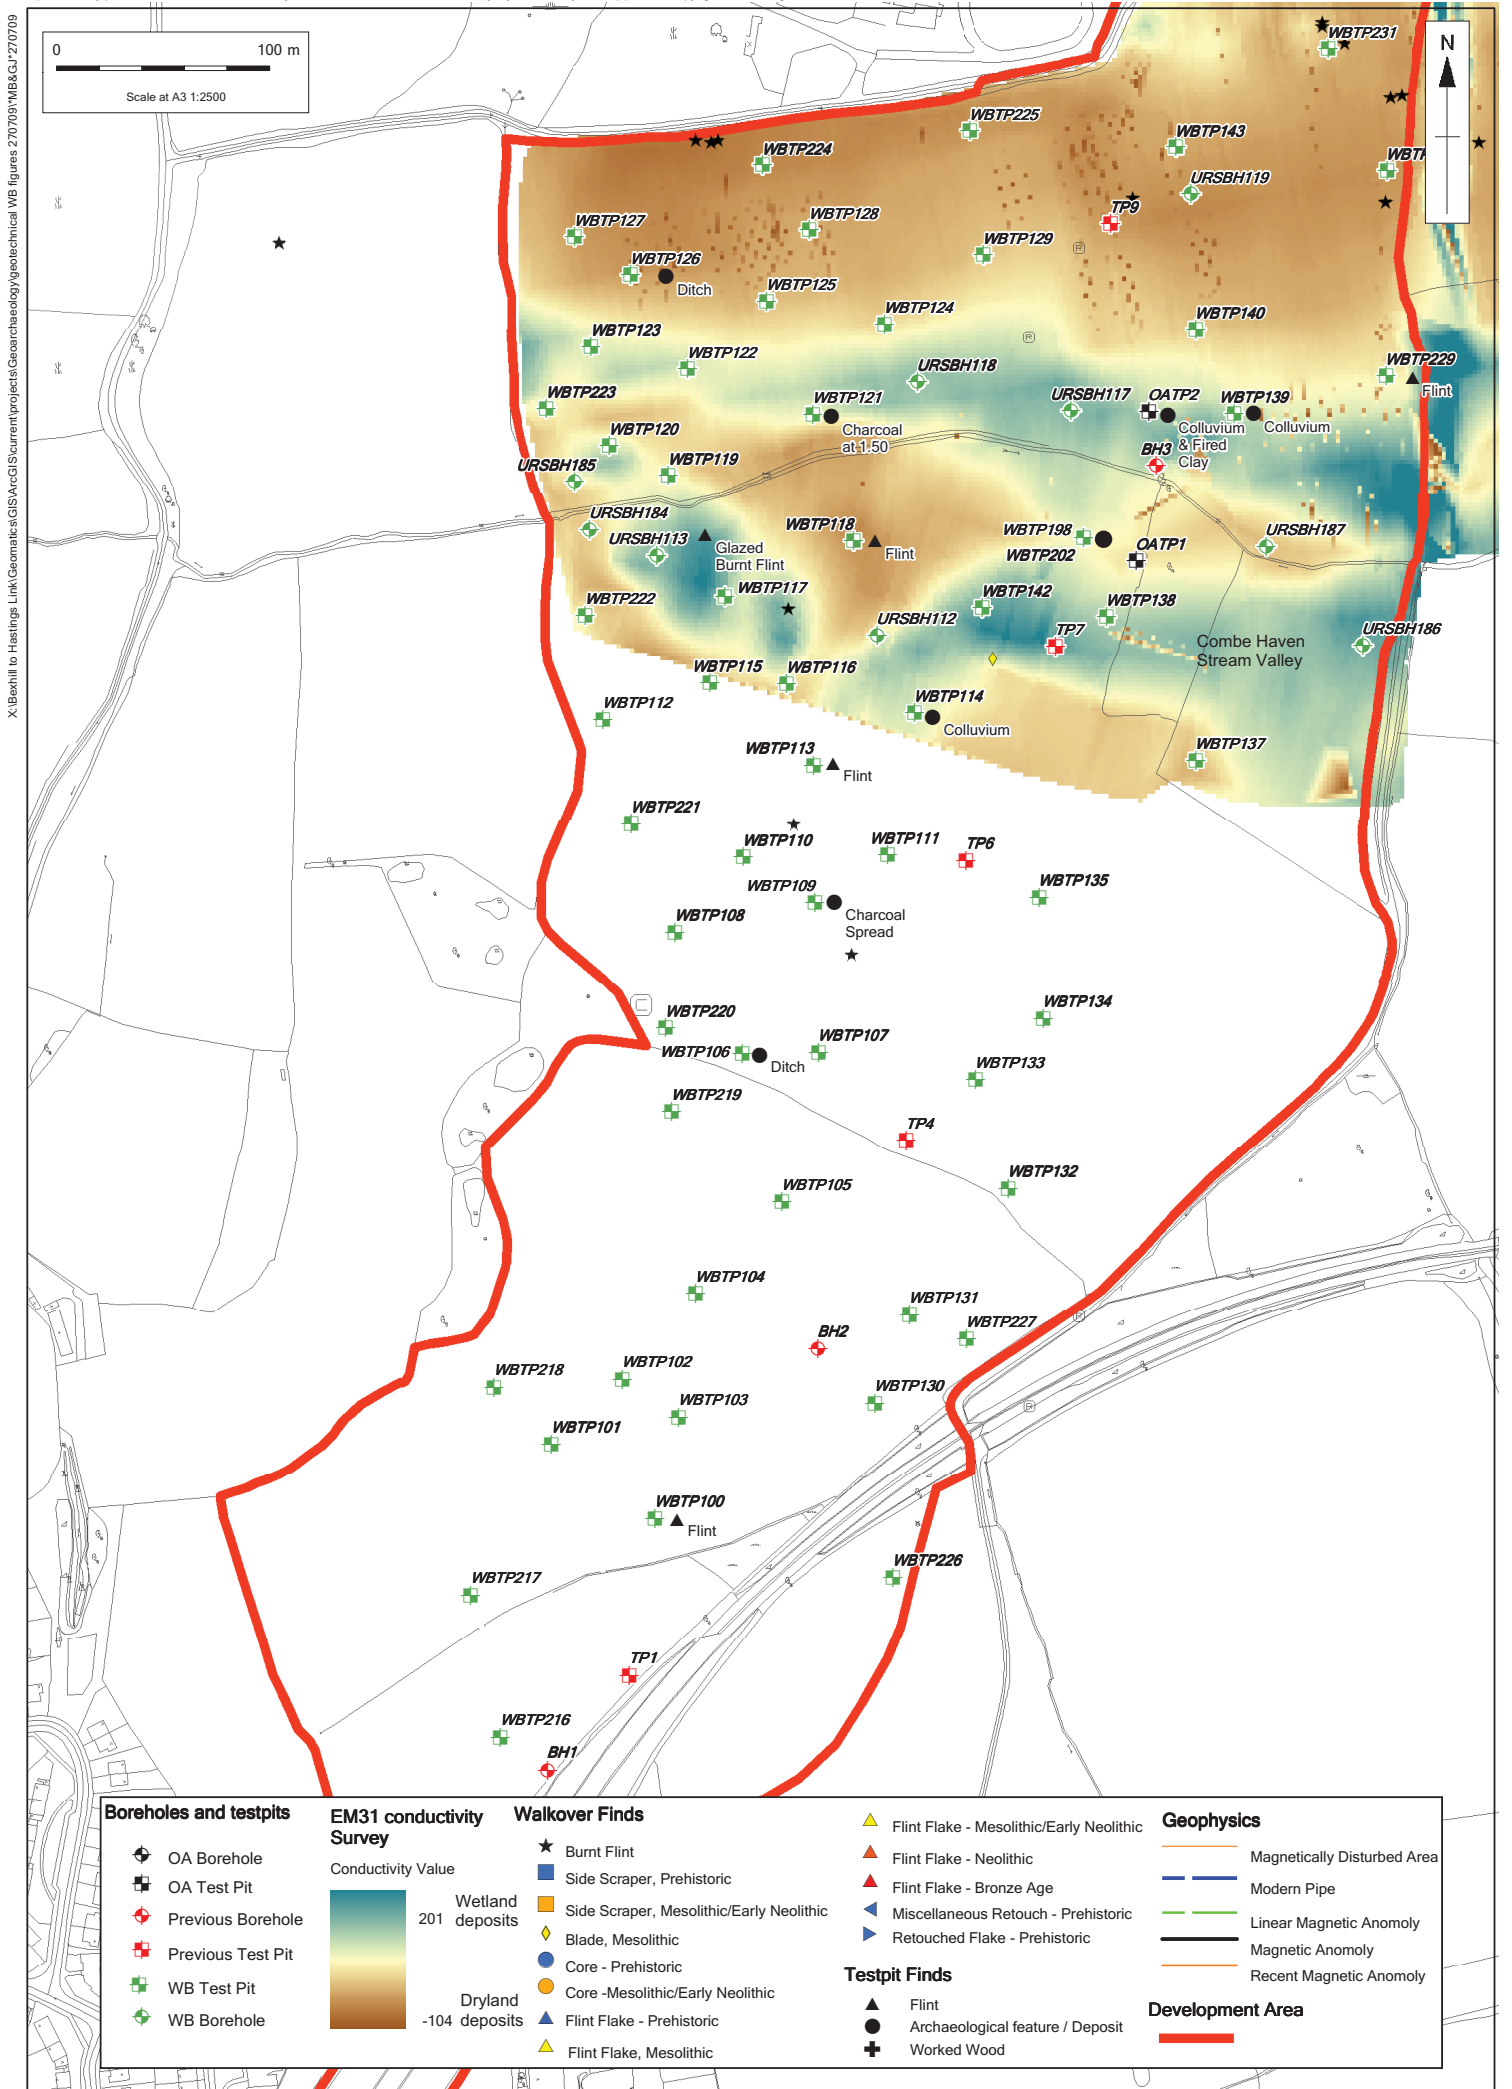 X:\Bexhill to Hastings Link\Geomatics\GIS\ArcGIS\current\projects\Geoarchaeology\geotechnical WB figures 270709\*MB&GJ*270709
0 100 m
Scale at A3 1:2500
N
WBTP231
WBTP225
WBTP143
WBTP224
WBTP
URSBH119
TP9
WBTP127
WBTP128
WBTP129
WBTP126
Ditch
WBTP125
WBTP124
WBTP140
WBTP123
WBTP122
URSBH118
WBTP229
Flint
WBTP223
WBTP121
Charcoal
at 1.50
URSBH117
OATP2
Colluvium
& Fired
Clay
WBTP139
Colluvium
BH3
WBTP120
WBTP119
URSBH185
URSBH184
URSBH113
Glazed
Burnt Flint
WBTP118
Flint
WBTP198
WBTP202
OATP1
URSBH187
WBTP117
WBTP222
WBTP142
WBTP138
URSBH112
TP7
URSBH186
Combe Haven
Stream Valley
WBTP115
WBTP116
WBTP112
WBTP114
Colluvium
WBTP113
Flint
WBTP137
WBTP221
WBTP110
WBTP111
TP6
WBTP109
Charcoal
Spread
WBTP135
WBTP108
WBTP220
WBTP134
WBTP106
Ditch
WBTP107
WBTP133
WBTP219
TP4
WBTP105
WBTP132
WBTP104
WBTP131
BH2
WBTP227
WBTP218
WBTP102
WBTP103
WBTP130
WBTP101
WBTP100
Flint
WBTP217
WBTP226
TP1
WBTP216
BH1
Boreholes and testpits
OA Borehole
OA Test Pit
Previous Borehole
Previous Test Pit
WB Test Pit
WB Borehole
EM31 conductivity
Survey
Conductivity Value
201 Wetland
deposits
Dryland
-104 deposits
Walkover Finds
Burnt Flint
Side Scraper, Prehistoric
Side Scraper, Mesolithic/Early Neolithic
Blade, Mesolithic
Core - Prehistoric
Core -Mesolithic/Early Neolithic
Flint Flake - Prehistoric
Flint Flake, Mesolithic
Flint Flake - Mesolithic/Early Neolithic
Flint Flake - Neolithic
Flint Flake - Bronze Age
Miscellaneous Retouch - Prehistoric
Retouched Flake - Prehistoric
Testpit Finds
Flint
Archaeological feature / Deposit
Worked Wood
Geophysics
Magnetically Disturbed Area
Modern Pipe
Linear Magnetic Anomoly
Magnetic Anomoly
Recent Magnetic Anomoly
Development Area